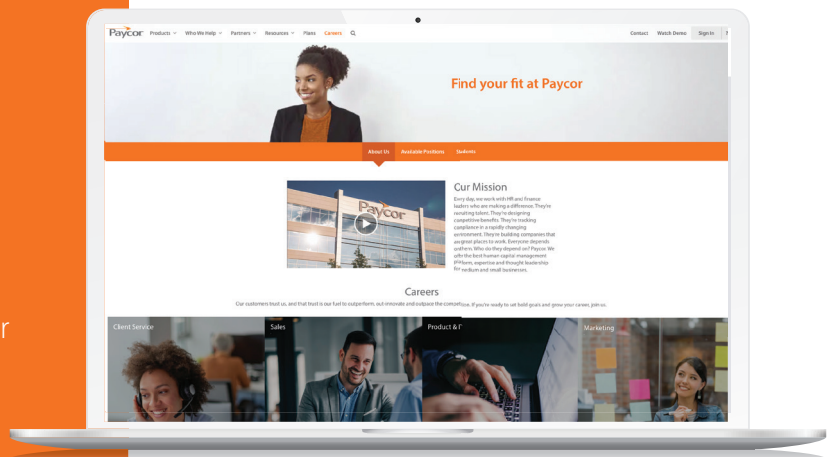 Paycor Products Who We Help Partners Resources Plans Careers Contact Watch Demo Sign In
Find your fit at Paycor
About Us Available Positions Students
Paycor
Cur Mission
Evry day, we work with HR and finance
leaders who are making a difference. They're
recruiting talent. They're designing
competitive benefits. They're tracking
compliance in a rapidly changing
environment. They're building companies that
are great places to work. Everyone depends
on them. Who do they depend on? Paycor. We
offer the best human capital management
platform, expertise and thought leadership
for medium and small businesses.
Careers
Our customers trust us, and that trust is our fuel to outperform, out-innovate and outpace the competition. If you're ready to set bold goals and grow your career, join us.
Client Service Sales Product & I Marketing
r